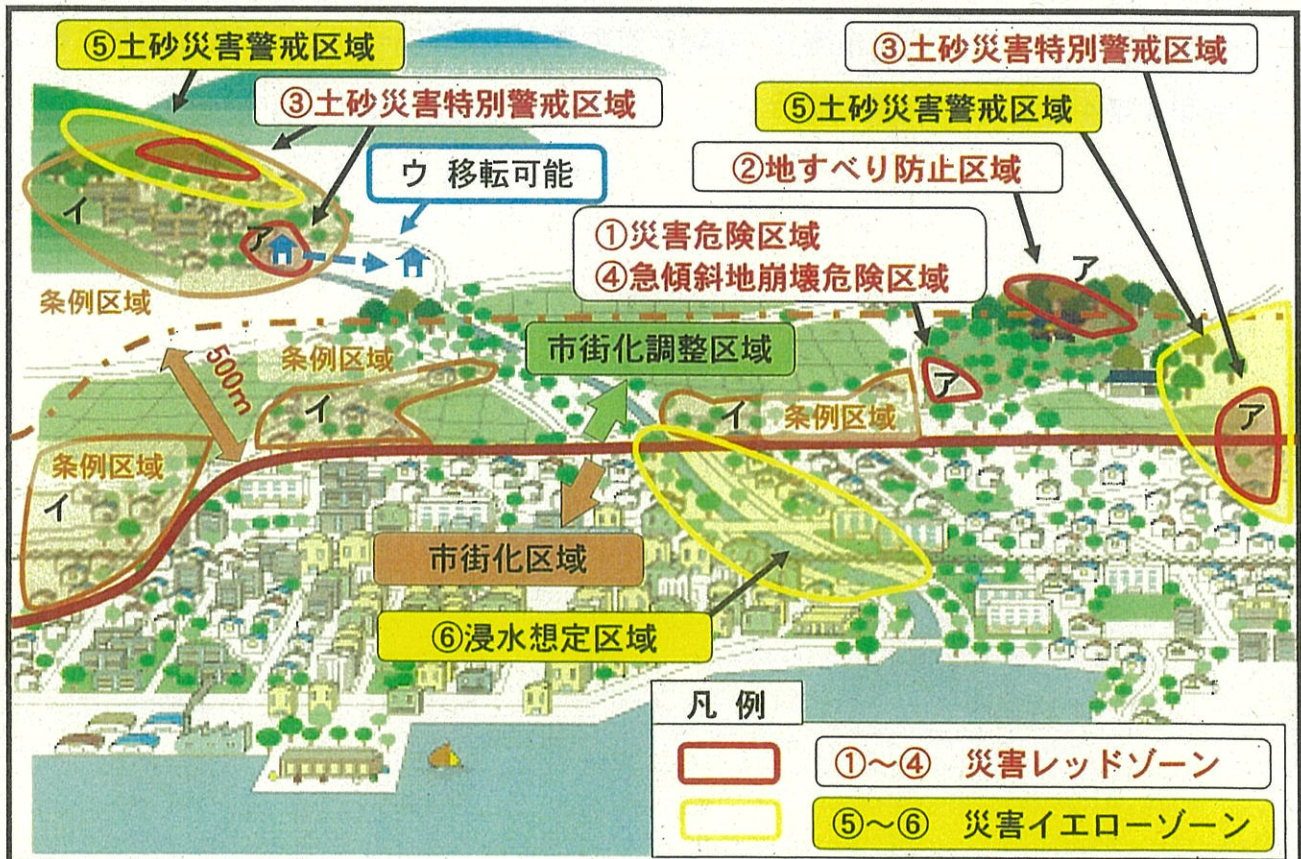 ⑤土砂災害警戒区域
③土砂災害特別警戒区域
③土砂災害特別警戒区域
⑤土砂災害警戒区域
ウ 移転可能
②地すべり防止区域
イ
ア
①災害危険区域
④急傾斜地崩壊危険区域
ア
条例区域
500m
条例区域
市街化調整区域
ア
イ
イ
条例区域
ア
条例区域
イ
市街化区域
⑥浸水想定区域
凡 例
①～④ 災害レッドゾーン
⑤～⑥ 災害イエローゾーン